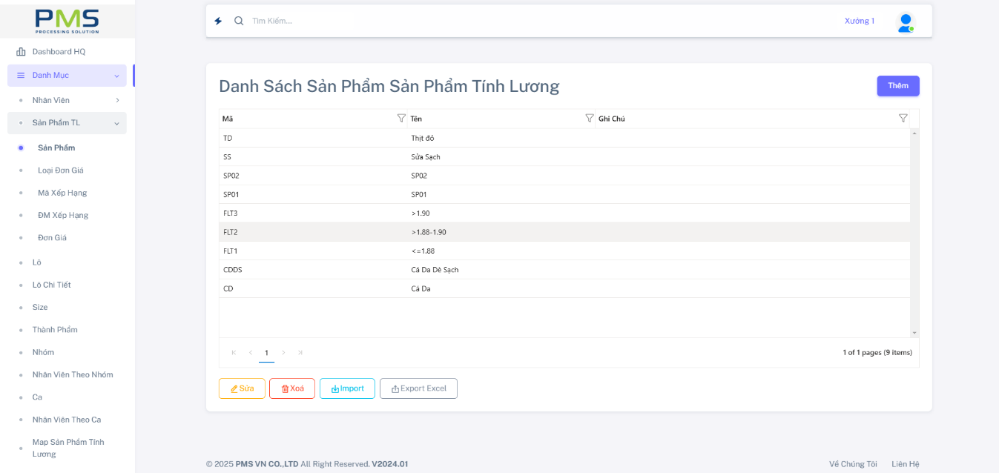 PMS
PROCESSING SOLUTION
Tìm Kiếm...
Xưởng 1
Dashboard HQ
Danh Mục
Nhân Viên
Sản Phẩm TL
Sản Phẩm
Loại Đơn Giá
Mã Xếp Hạng
ĐM Xếp Hạng
Đơn Giá
Lô
Lô Chi Tiết
Size
Thành Phẩm
Nhóm
Nhân Viên Theo Nhóm
Ca
Nhân Viên Theo Ca
Map Sản Phẩm Tính
Lương
Danh Sách Sản Phẩm Sản Phẩm Tính Lương
Thêm
Mã Tên Ghi Chú
TD Thịt đỏ
SS Sửa Sạch
SP02 SP02
SP01 SP01
FLT3 >1.90
FLT2 >1.88-1.90
FLT1 <=1.88
CDDS Cá Da Dè Sạch
CD Cá Da
1
1 of 1 pages (9 items)
Sửa Xoá Import Export Excel
© 2025 PMS VN CO.,LTD All Right Reserved. V2024.01
Về Chúng Tôi Liên Hệ